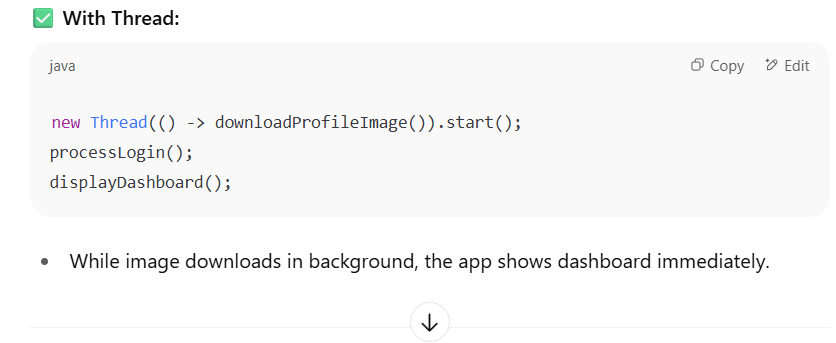 ✅ With Thread:
java
Copy
Edit
new Thread(() -> downloadProfileImage()).start();
processLogin();
displayDashboard();
• While image downloads in background, the app shows dashboard immediately.